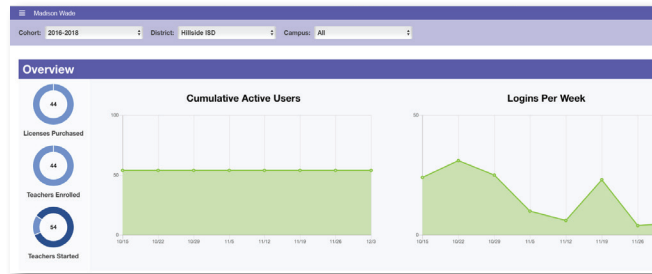 Madison Wade
Cohort: 2016-2018 District: Hillside ISD Campus: All
Overview
44
Licenses Purchased
44
Teachers Enrolled
54
Teachers Started
Cumulative Active Users
100
50
0
10/15 10/22 10/29 11/5 11/12 11/19 11/26 12/3
Logins Per Week
50
0
10/15 10/22 10/29 11/5 11/12 11/19 11/26